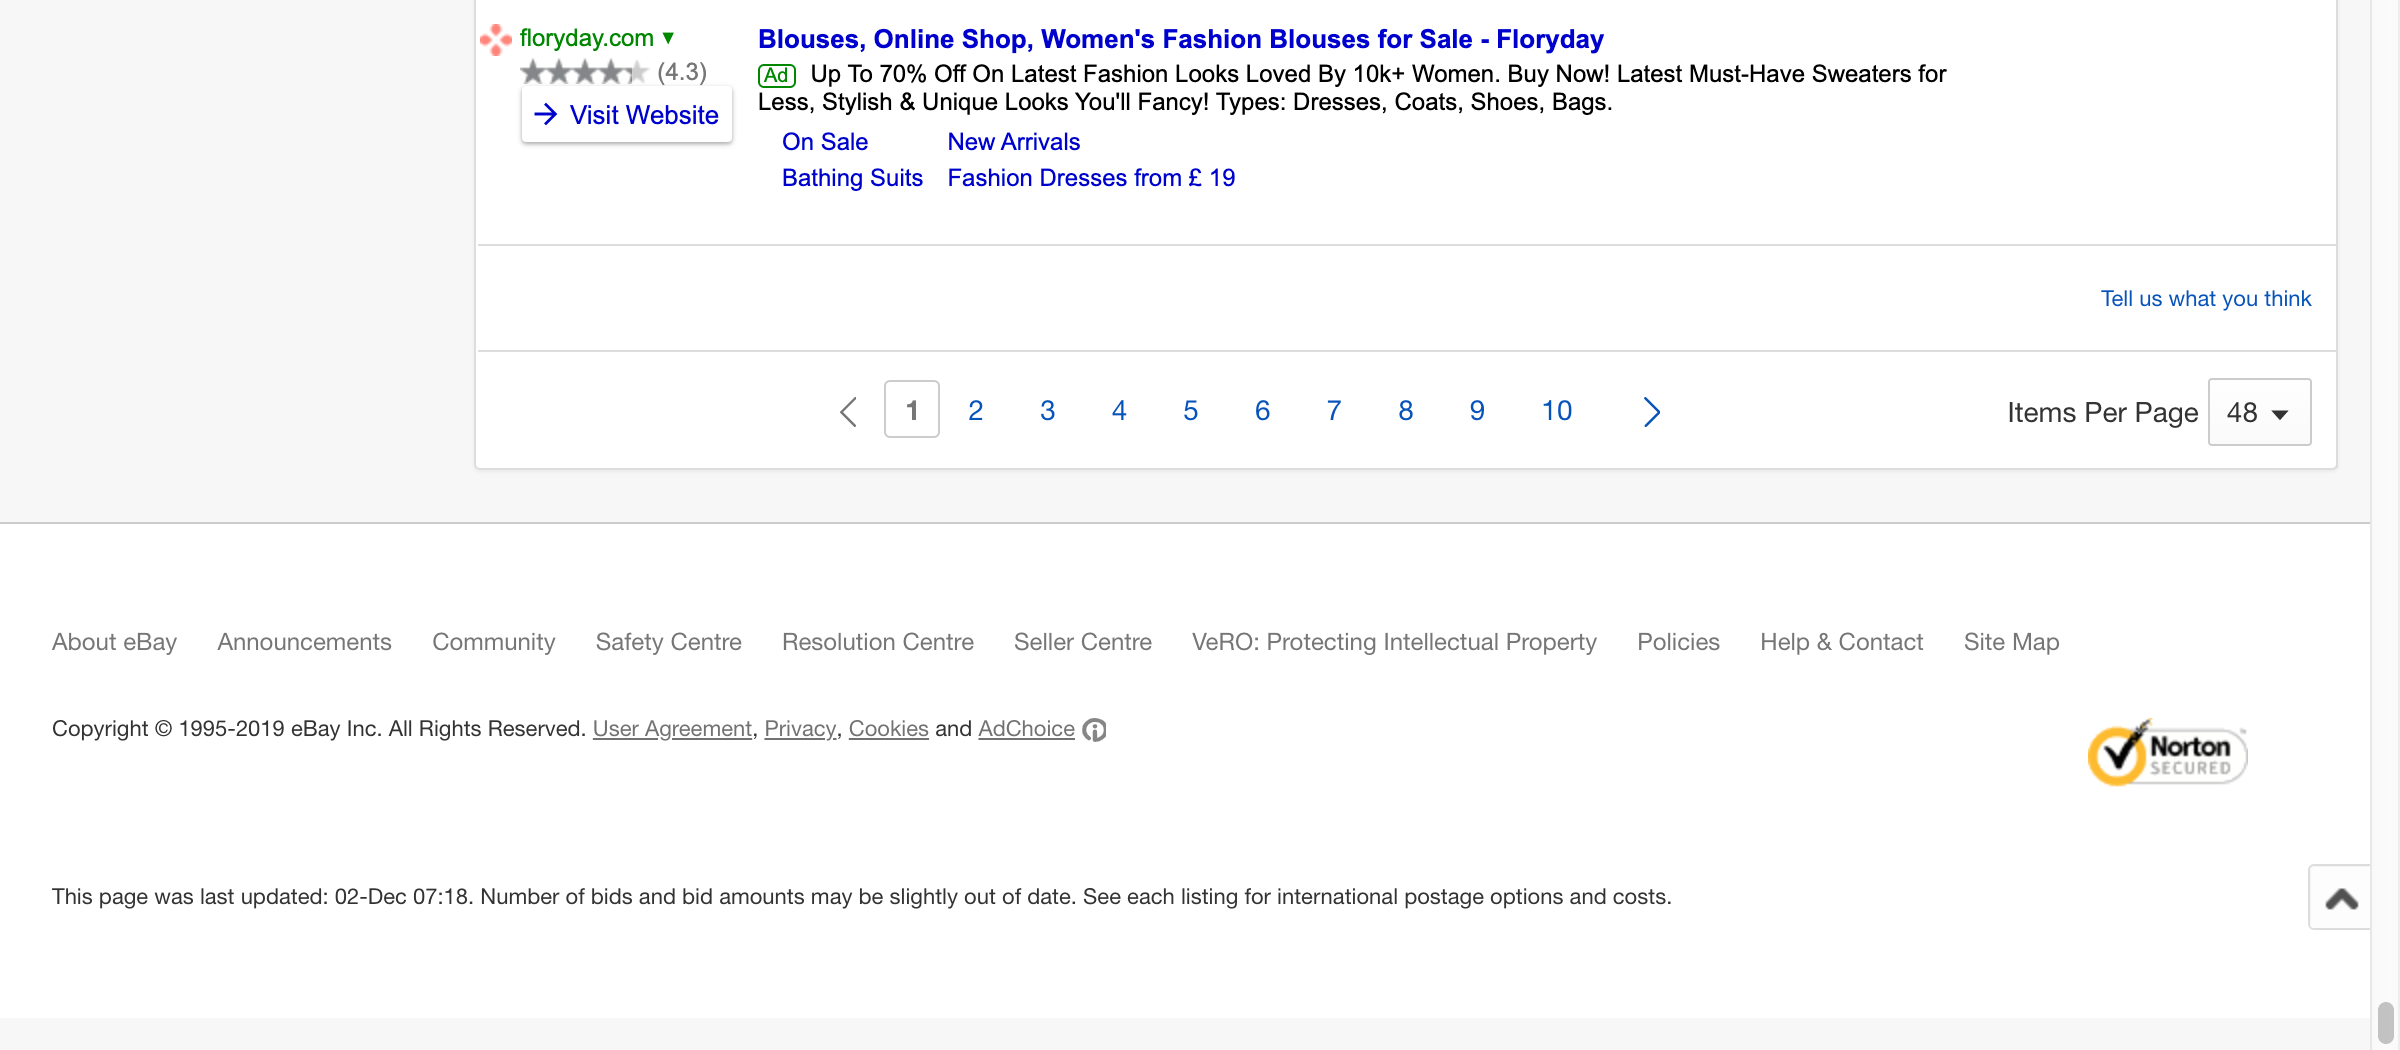 floryday.com ▼
(4.3)
→ Visit Website
Blouses, Online Shop, Women's Fashion Blouses for Sale - Floryday
Ad Up To 70% Off On Latest Fashion Looks Loved By 10k+ Women. Buy Now! Latest Must-Have Sweaters for
Less, Stylish & Unique Looks You'll Fancy! Types: Dresses, Coats, Shoes, Bags.
On Sale New Arrivals
Bathing Suits Fashion Dresses from £ 19
Tell us what you think
1 2 3 4 5 6 7 8 9 10
Items Per Page 48
About eBay Announcements Community Safety Centre Resolution Centre Seller Centre VeRO: Protecting Intellectual Property Policies Help & Contact Site Map
Copyright © 1995-2019 eBay Inc. All Rights Reserved. User Agreement, Privacy, Cookies and AdChoice
Norton
SECURED
This page was last updated: 02-Dec 07:18. Number of bids and bid amounts may be slightly out of date. See each listing for international postage options and costs.